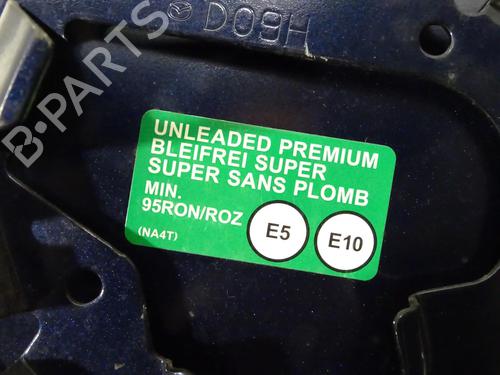 D09H
UNLEADED PREMIUM
BLEIFREI SUPER
SUPER SANS PLOMB
MIN.
95RON/ROZ
(NA4T)
E5
E10
B-PARTS